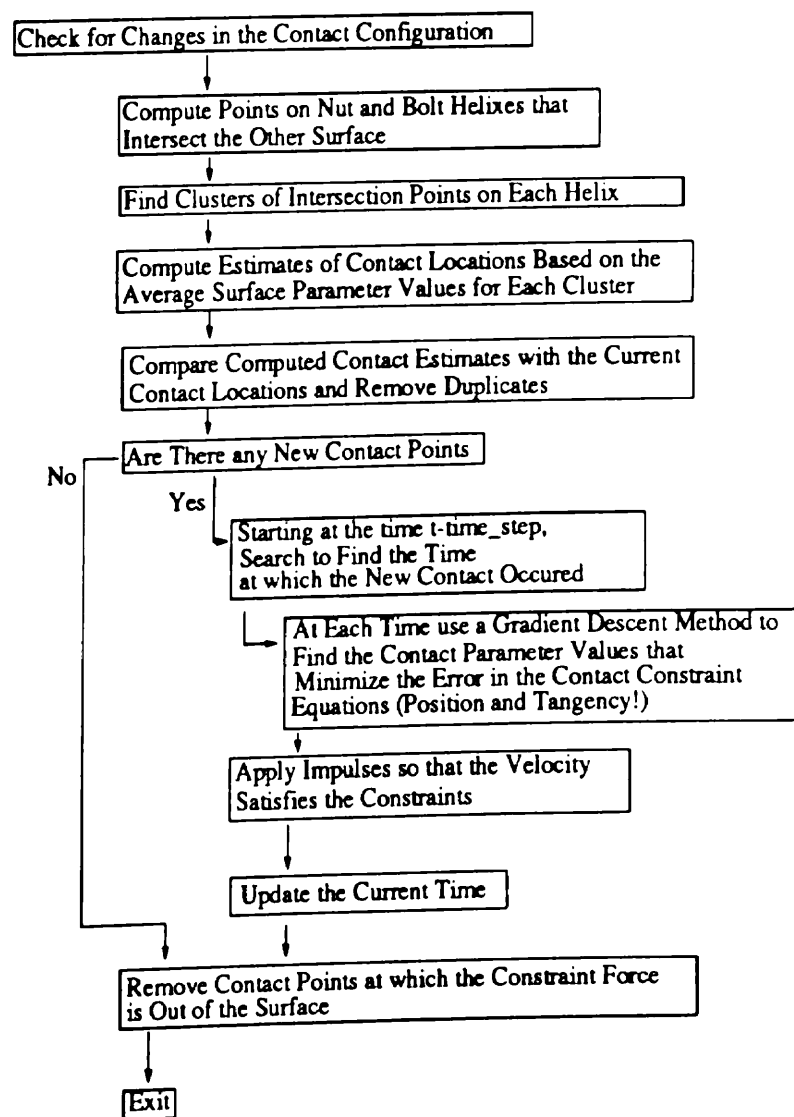 Check for Changes in the Contact Configuration
Compute Points on Nut and Bolt Helixes that
Intersect the Other Surface
Find Clusters of Intersection Points on Each Helix
Compute Estimates of Contact Locations Based on the
Average Surface Parameter Values for Each Cluster
Compare Computed Contact Estimates with the Current
Contact Locations and Remove Duplicates
Are There any New Contact Points
No
Yes
Starting at the time t-time_step,
Search to Find the Time
at which the New Contact Occured
At Each Time use a Gradient Descent Method to
Find the Contact Parameter Values that
Minimize the Error in the Contact Constraint
Equations (Position and Tangency!)
Apply Impulses so that the Velocity
Satisfies the Constraints
Update the Current Time
Remove Contact Points at which the Constraint Force
is Out of the Surface
Exit